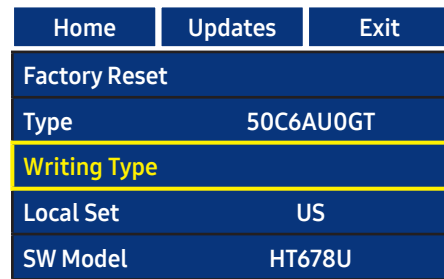 Home Updates Exit
Factory Reset
Type 50C6AU0GT
Writing Type
Local Set US
SW Model HT678U